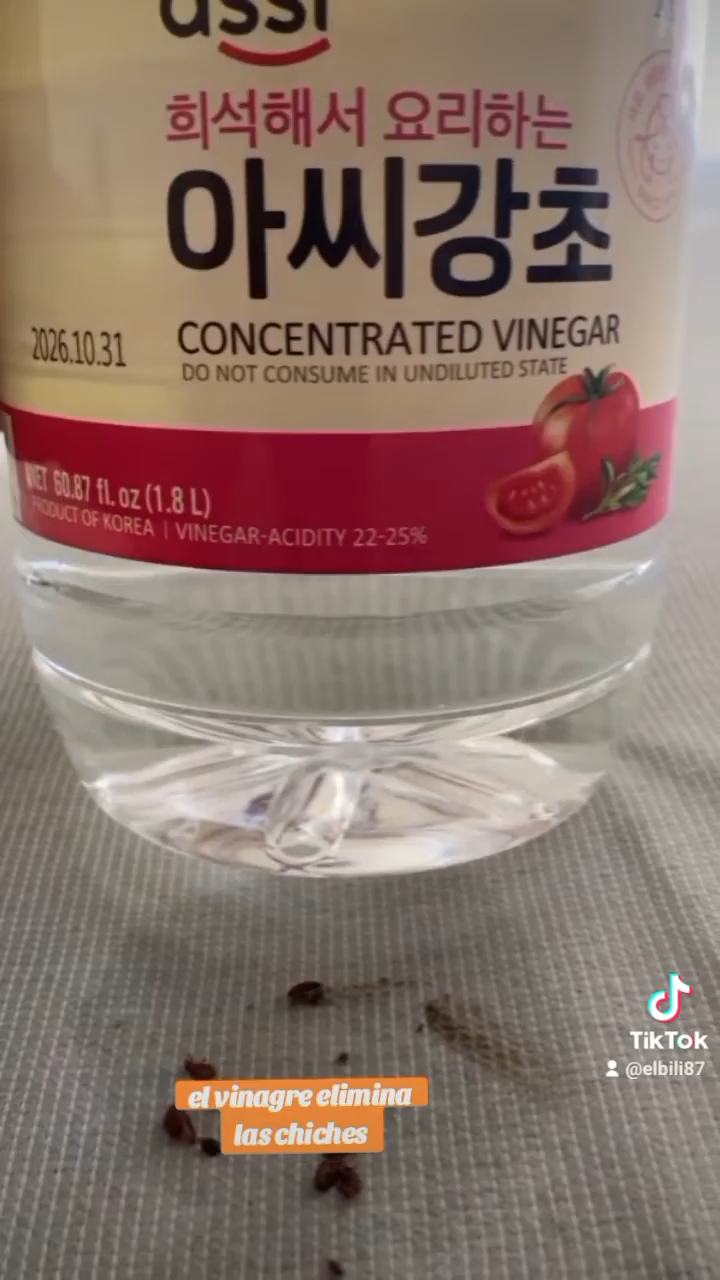 assi
희석해서 요리하는
아씨강초
2026.10.31
CONCENTRATED VINEGAR
DO NOT CONSUME IN UNDILUTED STATE
NET 60.87 fl. oz (1.8 L)
PRODUCT OF KOREA | VINEGAR-ACIDITY 22-25%
TikTok
@elbili87
el vinagre elimina
las chiches